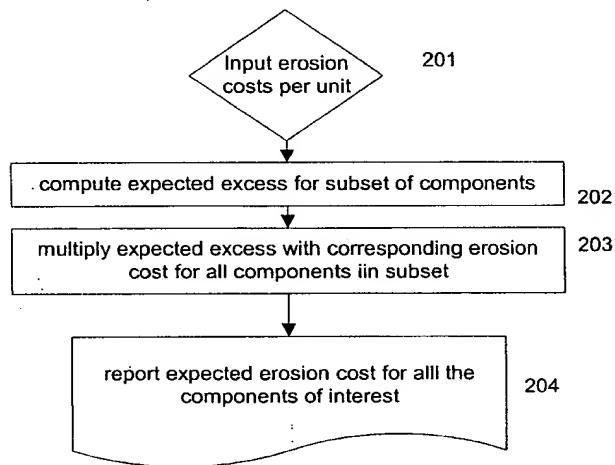 Input erosion
costs per unit
201
compute expected excess for subset of components
202
multiply expected excess with corresponding erosion
cost for all components iin subset
203
report expected erosion cost for alll the
components of interest
204